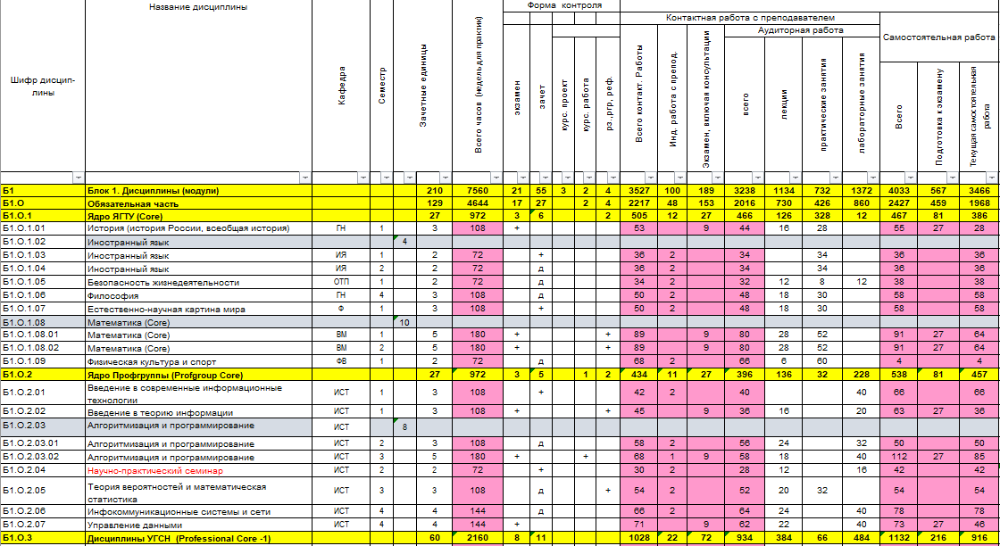 Форма контроля
Название дисциплины
Контактная работа с преподавателем
Аудиторная работа
Самостоятельная работа
Шифр дисцип-
лины
Кафедра
Семестр
Зачетные единицы
Всего часов (недель для практик)
экзамен
зачет
курс. проект
курс. работа
рз.,ргр, реф.
Всего контакт. Работы
Инд. работа с препод.
Экзамен, включая консультации
всего
лекции
практические занятия
лабораторные занятия
Всего
Подготовка к экзамену
Текущая самостоятельная
работа
Б1 Блок 1. Дисциплины (модули) 210 7560 21 55 3 2 4 3527 100 189 3238 1134 732 1372 4033 567 3466
Б1.О Обязательная часть 129 4644 17 27 2 4 2217 48 153 2016 730 426 860 2427 459 1968
Б1.О.1 Ядро ЯГТУ (Core) 27 972 3 6 2 505 12 27 466 126 328 12 467 81 386
Б1.О.1.01 История (история России, всеобщая история) ГН 1 3 108 + 53 9 44 16 28 55 27 28
Б1.О.1.02 Иностранный язык 4
Б1.О.1.03 Иностранный язык ИЯ 1 2 72 + 36 2 34 34 36 36
Б1.О.1.04 Иностранный язык ИЯ 2 2 72 д 36 2 34 34 36 36
Б1.О.1.05 Безопасность жизнедеятельности ОТП 1 2 72 д 34 2 32 12 8 12 38 38
Б1.О.1.06 Философия ГН 4 3 108 д 50 2 48 18 30 58 58
Б1.О.1.07 Естественно-научная картина мира Ф 1 3 108 + 50 2 48 18 30 58 58
Б1.О.1.08 Математика (Core) 10
Б1.О.1.08.01 Математика (Core) ВМ 1 5 180 + + 89 9 80 28 52 91 27 64
Б1.О.1.08.02 Математика (Core) ВМ 2 5 180 + + 89 9 80 28 52 91 27 64
Б1.О.1.09 Физическая культура и спорт ФВ 1 2 72 д 68 2 66 6 60 4 4
Б1.О.2 Ядро Профгруппы (Profgroup Core) 27 972 3 5 1 2 434 11 27 396 136 32 228 538 81 457
Б1.О.2.01 Введение в современные информационные
технологии ИСТ 1 3 108 + 42 2 40 40 66 66
Б1.О.2.02 Введение в теорию информации ИСТ 1 3 108 + + 45 9 36 16 20 63 27 36
Б1.О.2.03 Алгоритмизация и программирование ИСТ 8
Б1.О.2.03.01 Алгоритмизация и программирование ИСТ 2 3 108 д 58 2 56 24 32 50 50
Б1.О.2.03.02 Алгоритмизация и программирование ИСТ 3 5 180 + + 68 1 9 58 18 40 112 27 85
Б1.О.2.04 Научно-практический семинар ИСТ 2 2 72 + 30 2 28 12 16 42 42
Б1.О.2.05 Теория вероятностей и математическая
статистика ИСТ 3 3 108 д + 54 2 52 20 32 54 54
Б1.О.2.06 Инфокоммуникационные системы и сети ИСТ 4 4 144 д 66 2 64 24 40 78 78
Б1.О.2.07 Управление данными ИСТ 4 4 144 + 71 9 62 22 40 73 27 46
Б1.О.3 Дисциплины УГСН (Professional Core -1) 60 2160 8 11 1028 22 72 934 384 66 484 1132 216 916